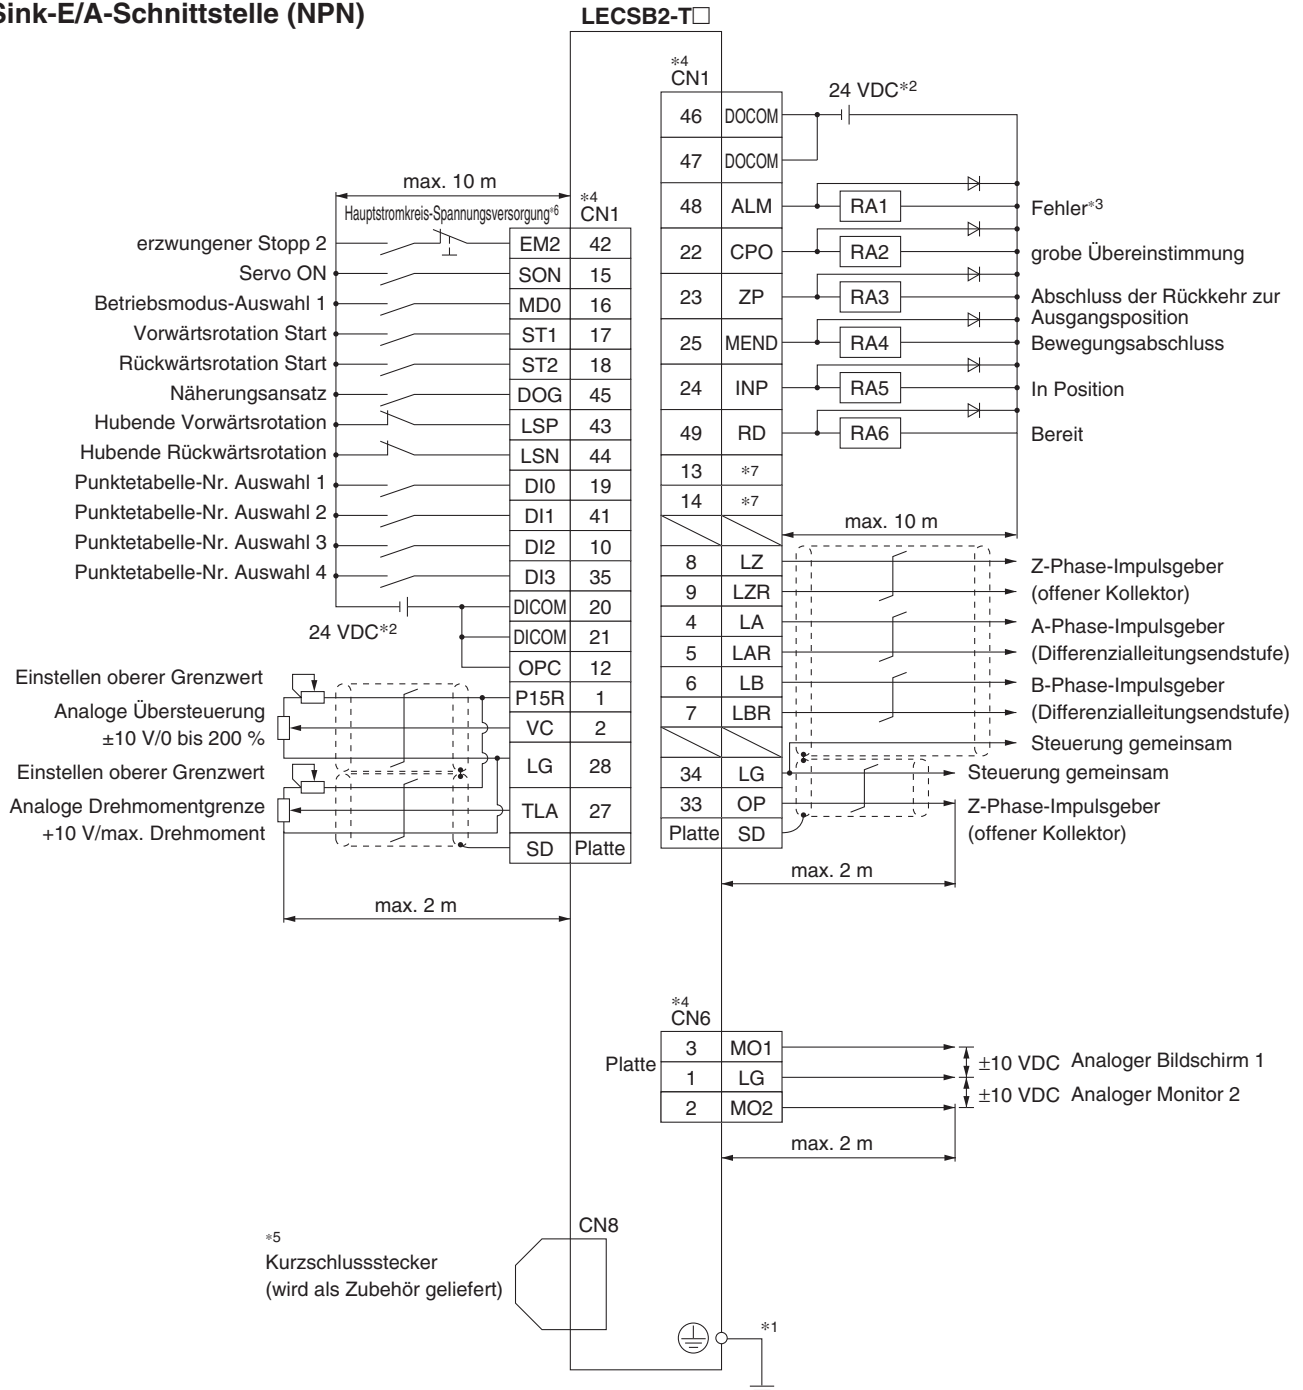 Sink-E/A-Schnittstelle (NPN)
LECSB2-T□
*4
CN1
24 VDC*2
46 DOCOM
47 DOCOM
48 ALM RA1 Fehler*3
22 CPO RA2 grobe Übereinstimmung
23 ZP RA3 Abschluss der Rückkehr zur
Ausgangsposition
25 MEND RA4 Bewegungsabschluss
24 INP RA5 In Position
49 RD RA6 Bereit
13 *7
14 *7
max. 10 m
8 LZ Z-Phase-Impulsgeber
9 LZR (offener Kollektor)
4 LA A-Phase-Impulsgeber
5 LAR (Differenzialleitungsendstufe)
6 LB B-Phase-Impulsgeber
7 LBR (Differenzialleitungsendstufe)
Steuerung gemeinsam
34 LG Steuerung gemeinsam
33 OP Z-Phase-Impulsgeber
(offener Kollektor)
Platte SD
max. 2 m
max. 10 m
Hauptstromkreis-Spannungsversorgung*6
*4
CN1
erzwungener Stopp 2 EM2 42
Servo ON SON 15
Betriebsmodus-Auswahl 1 MD0 16
Vorwärtsrotation Start ST1 17
Rückwärtsrotation Start ST2 18
Näherungsansatz DOG 45
Hubende Vorwärtsrotation LSP 43
Hubende Rückwärtsrotation LSN 44
Punktetabelle-Nr. Auswahl 1 DI0 19
Punktetabelle-Nr. Auswahl 2 DI1 41
Punktetabelle-Nr. Auswahl 3 DI2 10
Punktetabelle-Nr. Auswahl 4 DI3 35
DICOM 20
24 VDC*2 DICOM 21
OPC 12
Einstellen oberer Grenzwert P15R 1
Analoge Übersteuerung VC 2
±10 V/0 bis 200 %
LG 28
Einstellen oberer Grenzwert
Analoge Drehmomentgrenze TLA 27
+10 V/max. Drehmoment
SD Platte
max. 2 m
*4
CN6
Platte
3 MO1
±10 VDC Analoger Bildschirm 1
1 LG
±10 VDC Analoger Monitor 2
2 MO2
max. 2 m
CN8
*5
Kurzschlussstecker
(wird als Zubehör geliefert)
*1